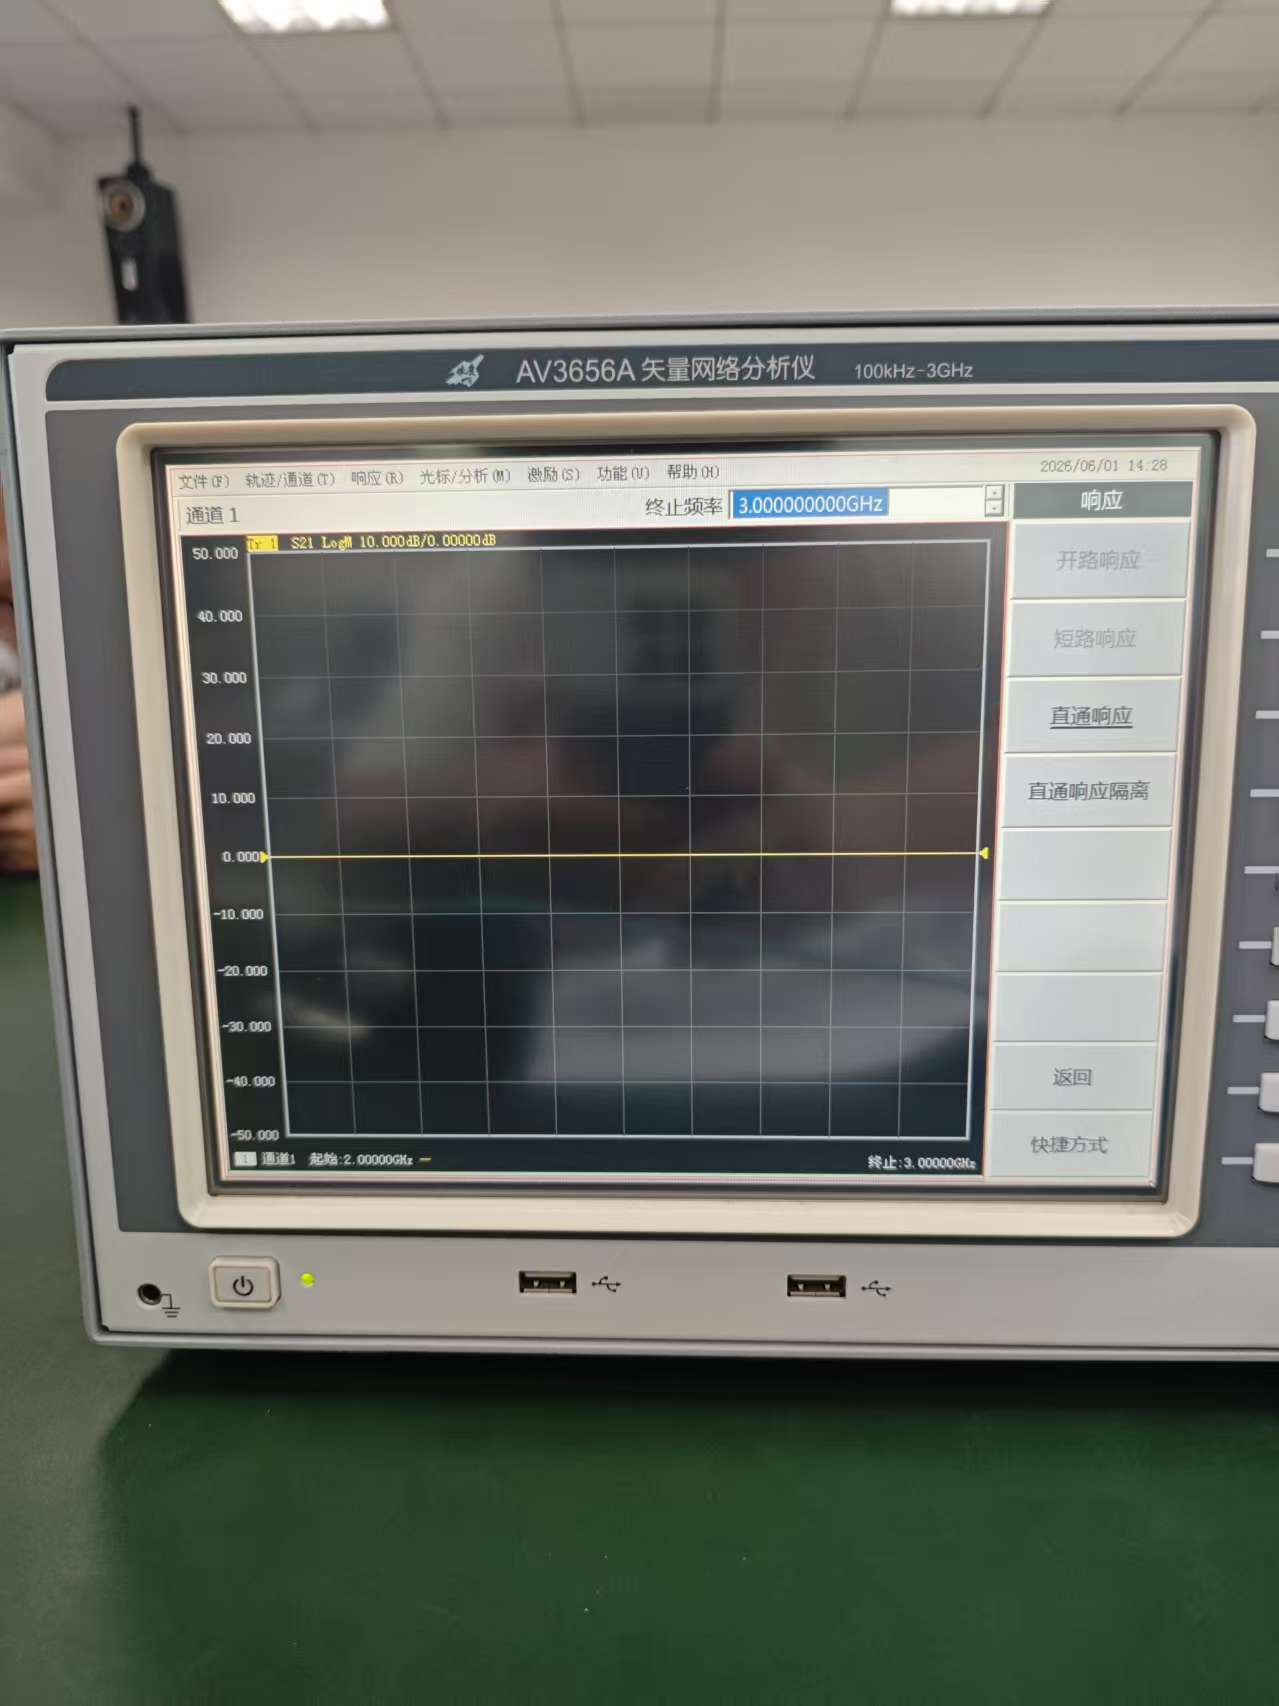 AV3656A 矢量网络分析仪 100kHz-3GHz
文件(F) 轨迹/通道(T) 响应(R) 光标/分析(M) 激励(S) 功能(U) 帮助(H) 2026/06/01 14:28
通道 1 终止频率 3.000000000GHz
响应
Tr 1 S21 LogM 10.000dB/0.00000dB
50.000
40.000
30.000
20.000
10.000
0.000
-10.000
-20.000
-30.000
-40.000
-50.000
1 通道1 起始:2.00000GHz 终止:3.00000GHz
开路响应
短路响应
直通响应
直通响应隔离
返回
快捷方式